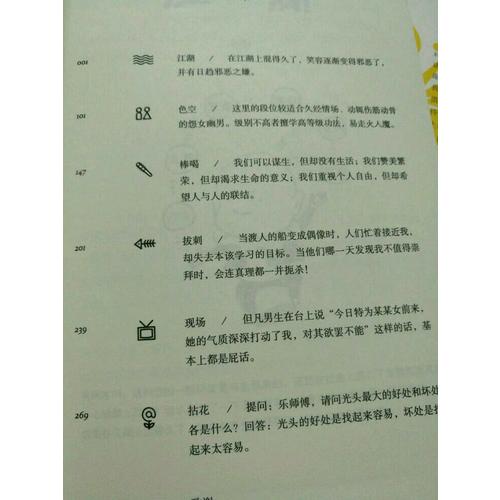 001 江湖 / 在江湖上混得久了，笑容逐渐变得邪恶了，
并有日趋邪恶之嫌。
101 色空 / 这里的段位较适合久经情场、动辄伤筋动骨
的怨女幽男。级别不高者擅学高等级功法，易走火入魔。
147 棒喝 / 我们可以谋生，但却没有生活；我们赞美繁
荣，但却渴求生命的意义；我们重视个人自由，但却希
望人与人的联结。
201 拔刺 / 当渡人的船变成偶像时，人们忙着接近我，
却失去本该学习的目标。当他们哪一天发现我不值得崇
拜时，会连真理都一并扼杀！
239 现场 / 但凡男生在台上说“今日特为某某女前来，
她的气质深深打动了我，对其欲罢不能”这样的话，基
本上都是屁话。
269 拈花 / 提问：乐师傅，请问光头最大的好处和坏处
各是什么？回答：光头的好处是找起来容易，坏处是找
起来太容易。